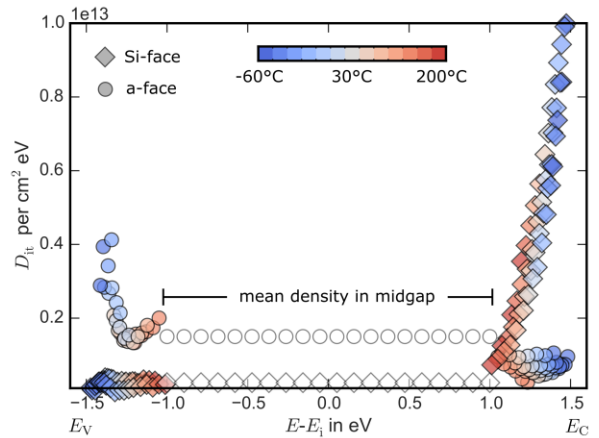 1e13
1.0
0.8
0.6
0.4
0.2
D_it per cm² eV
Si-face
a-face
-60°C 30°C 200°C
mean density in midgap
-1.5 -1.0 -0.5 0.0 0.5 1.0 1.5
E_V E-E_i in eV E_C